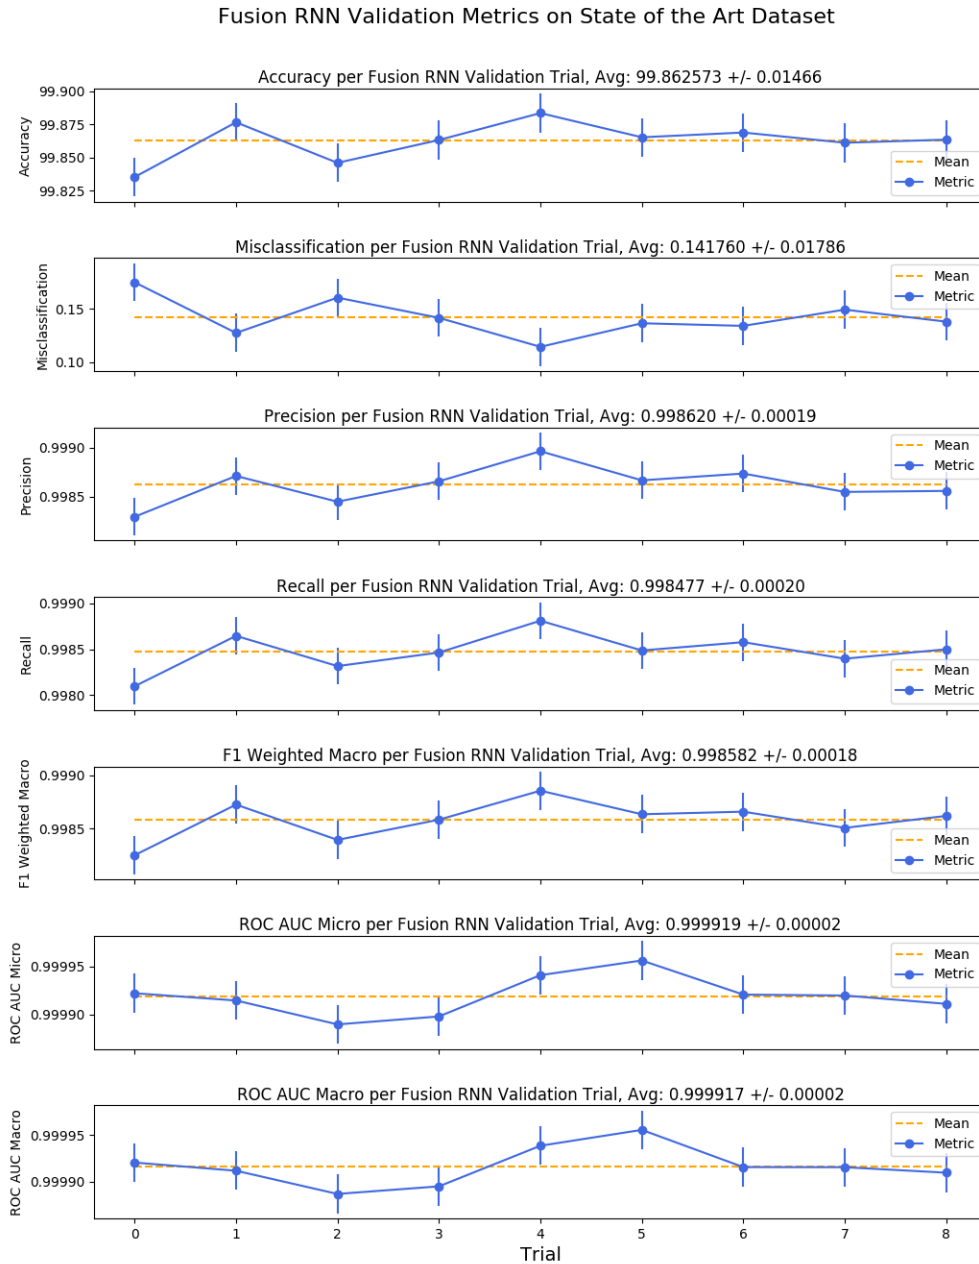 Fusion RNN Validation Metrics on State of the Art Dataset
Accuracy per Fusion RNN Validation Trial, Avg: 99.862573 +/- 0.01466
Accuracy
99.900
99.875
99.850
99.825
Mean
Metric
Misclassification per Fusion RNN Validation Trial, Avg: 0.141760 +/- 0.01786
Misclassification
0.15
0.10
Mean
Metric
Precision per Fusion RNN Validation Trial, Avg: 0.998620 +/- 0.00019
Precision
0.9990
0.9985
Mean
Metric
Recall per Fusion RNN Validation Trial, Avg: 0.998477 +/- 0.00020
Recall
0.9990
0.9985
0.9980
Mean
Metric
F1 Weighted Macro per Fusion RNN Validation Trial, Avg: 0.998582 +/- 0.00018
F1 Weighted Macro
0.9990
0.9985
Mean
Metric
ROC AUC Micro per Fusion RNN Validation Trial, Avg: 0.999919 +/- 0.00002
ROC AUC Micro
0.99995
0.99990
Mean
Metric
ROC AUC Macro per Fusion RNN Validation Trial, Avg: 0.999917 +/- 0.00002
ROC AUC Macro
0.99995
0.99990
Mean
Metric
0 1 2 3 4 5 6 7 8
Trial